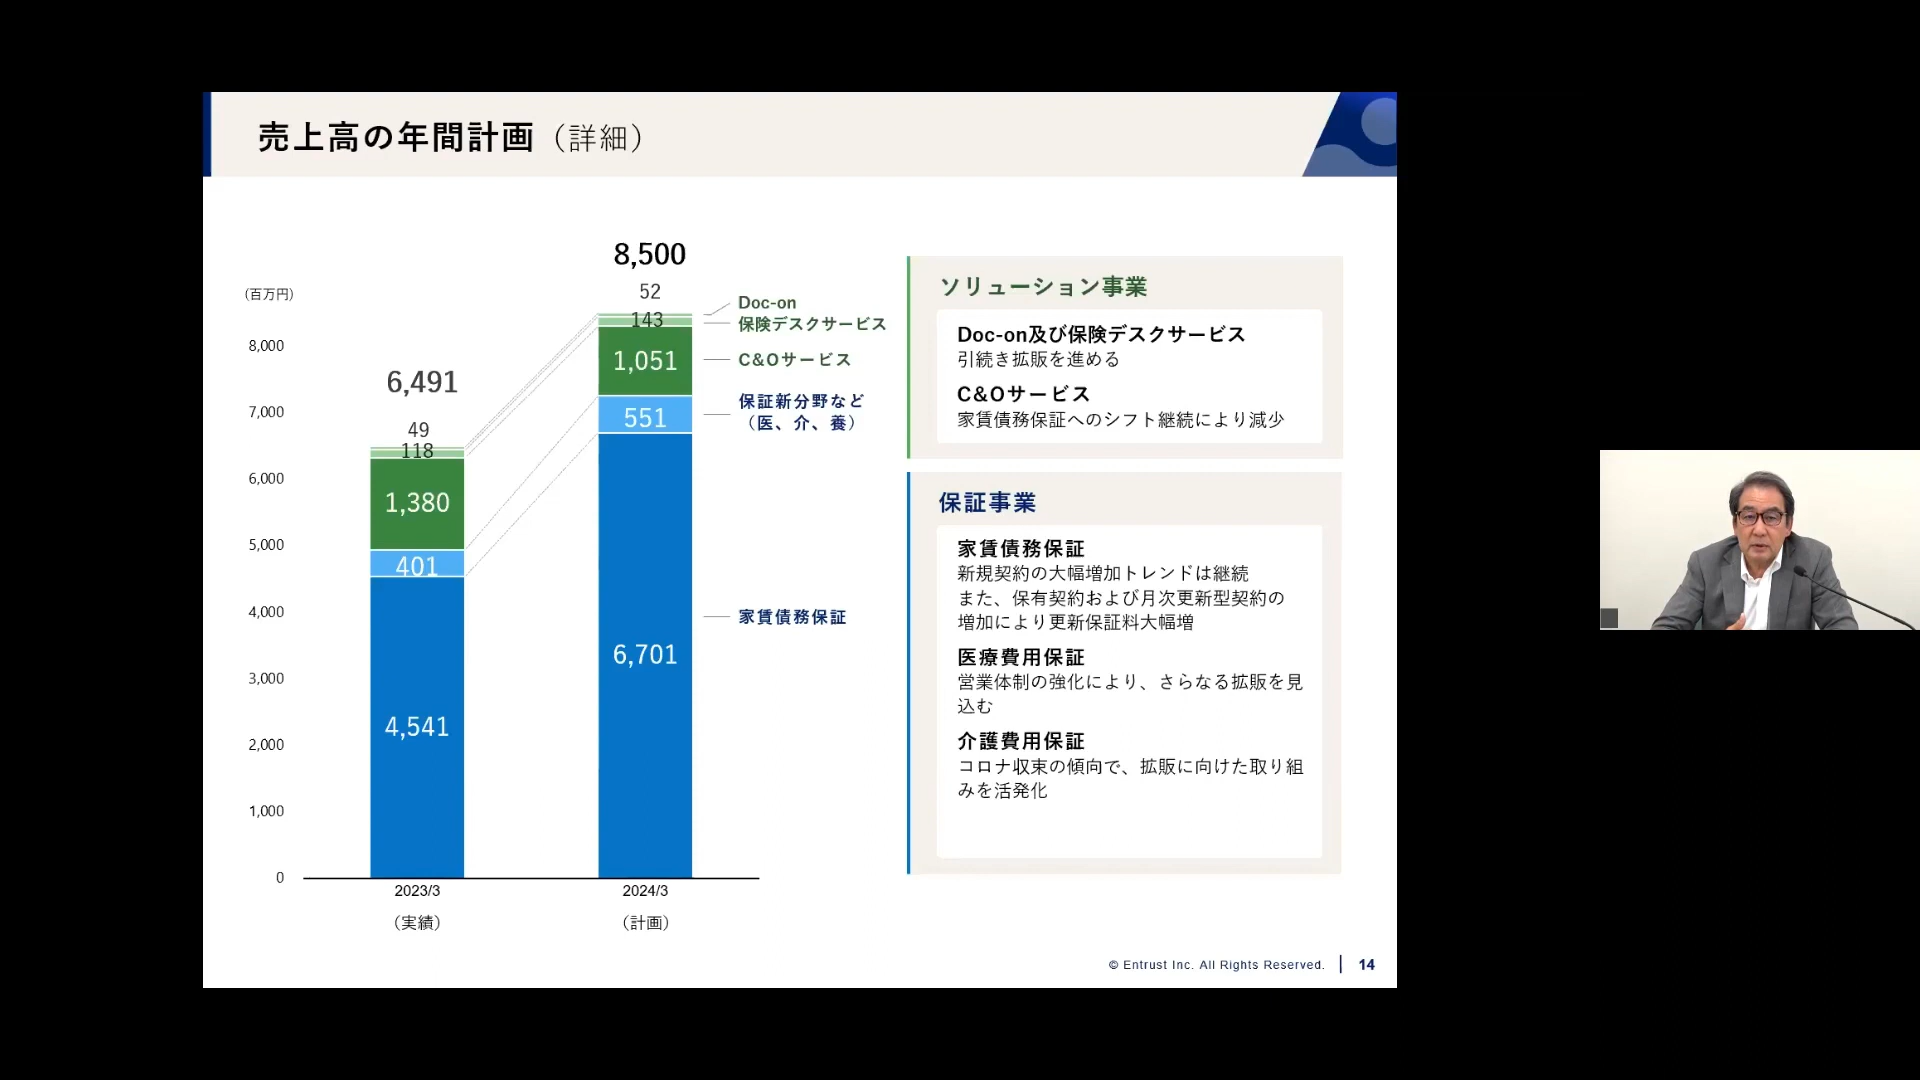 売上高の年間計画（詳細）
（百万円）
8,000
7,000
6,000
5,000
4,000
3,000
2,000
1,000
0
6,491
49
118
1,380
401
4,541
2023/3
（実績）
8,500
52
143
1,051
551
6,701
2024/3
（計画）
Doc-on
保険デスクサービス
C&Oサービス
保証新分野など
（医、介、養）
家賃債務保証
ソリューション事業
Doc-on及び保険デスクサービス
引続き拡販を進める
C&Oサービス
家賃債務保証へのシフト継続により減少
保証事業
家賃債務保証
新規契約の大幅増加トレンドは継続
また、保有契約および月次更新型契約の
増加により更新保証料大幅増
医療費用保証
営業体制の強化により、さらなる拡販を見
込む
介護費用保証
コロナ収束の傾向で、拡販に向けた取り組
みを活発化
© Entrust Inc. All Rights Reserved.
14